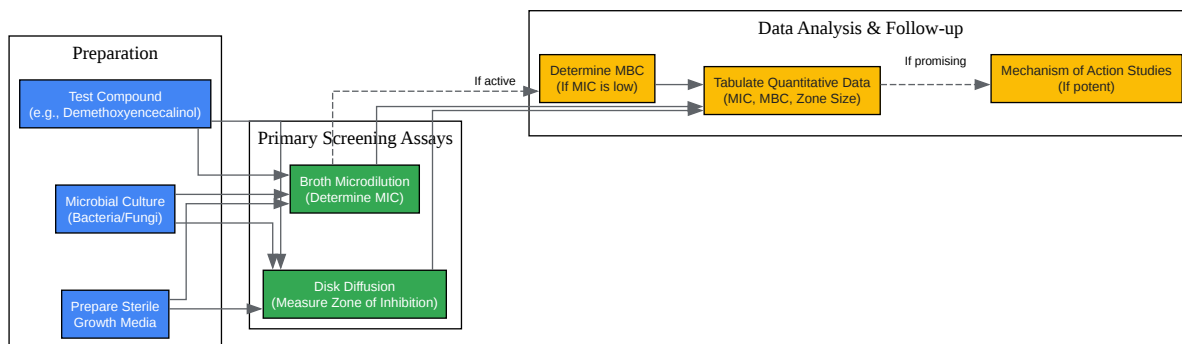 Preparation
Test Compound
(e.g., Demethoxyencecalinol)
Microbial Culture
(Bacteria/Fungi)
Prepare Sterile
Growth Media
Primary Screening Assays
Broth Microdilution
(Determine MIC)
Disk Diffusion
(Measure Zone of Inhibition)
Data Analysis & Follow-up
If active
Determine MBC
(If MIC is low)
Tabulate Quantitative Data
(MIC, MBC, Zone Size)
If promising
Mechanism of Action Studies
(If potent)